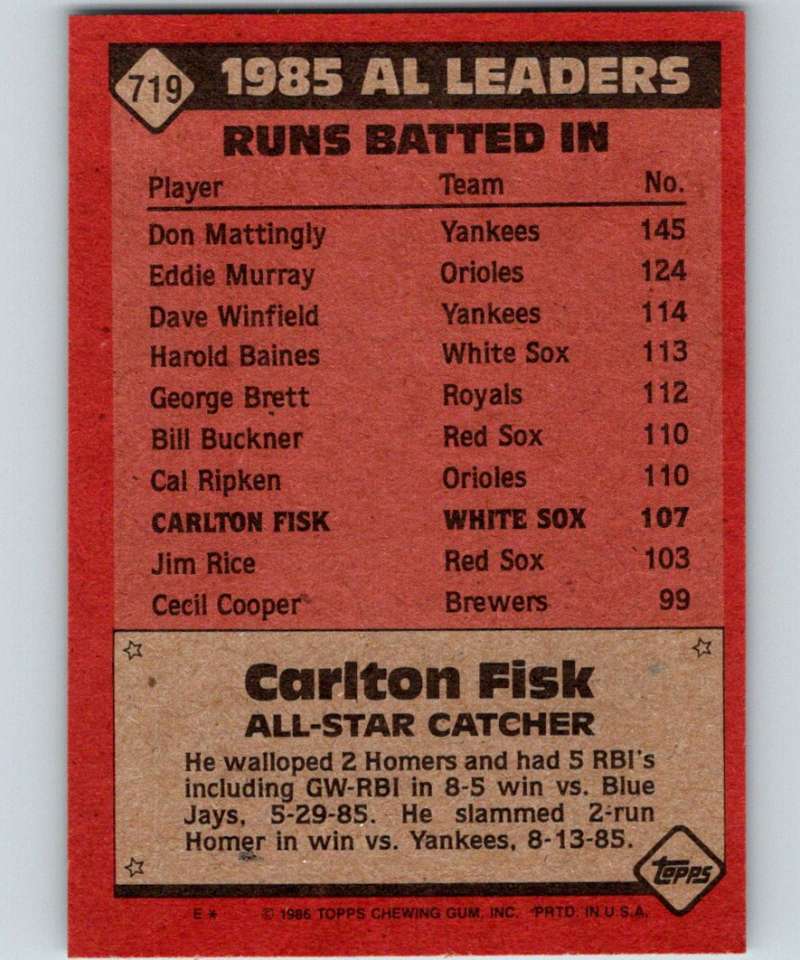 719 1985 AL LEADERS
RUNS BATTED IN
Player Team No.
Don Mattingly Yankees 145
Eddie Murray Orioles 124
Dave Winfield Yankees 114
Harold Baines White Sox 113
George Brett Royals 112
Bill Buckner Red Sox 110
Cal Ripken Orioles 110
CARLTON FISK WHITE SOX 107
Jim Rice Red Sox 103
Cecil Cooper Brewers 99
Carlton Fisk
ALL-STAR CATCHER
He walloped 2 Homers and had 5 RBI's
including GW-RBI in 8-5 win vs. Blue
Jays, 5-29-85. He slammed 2-run
Homer in win vs. Yankees, 8-13-85.
topps
E * © 1986 TOPPS CHEWING GUM, INC. PRTD. IN U.S.A.